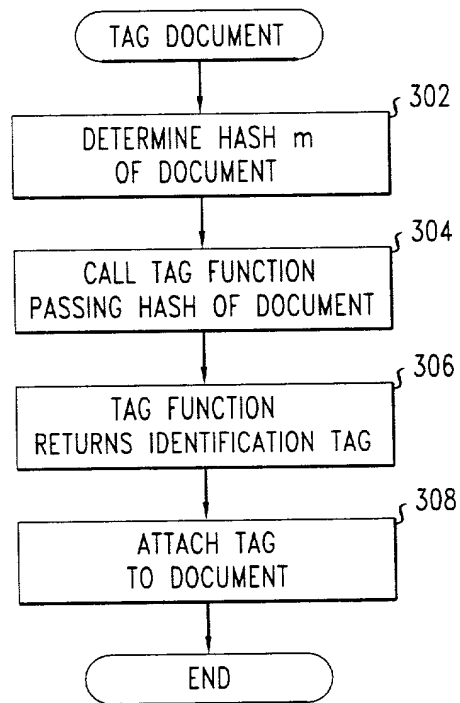 TAG DOCUMENT
302
DETERMINE HASH m
OF DOCUMENT
304
CALL TAG FUNCTION
PASSING HASH OF DOCUMENT
306
TAG FUNCTION
RETURNS IDENTIFICATION TAG
308
ATTACH TAG
TO DOCUMENT
END